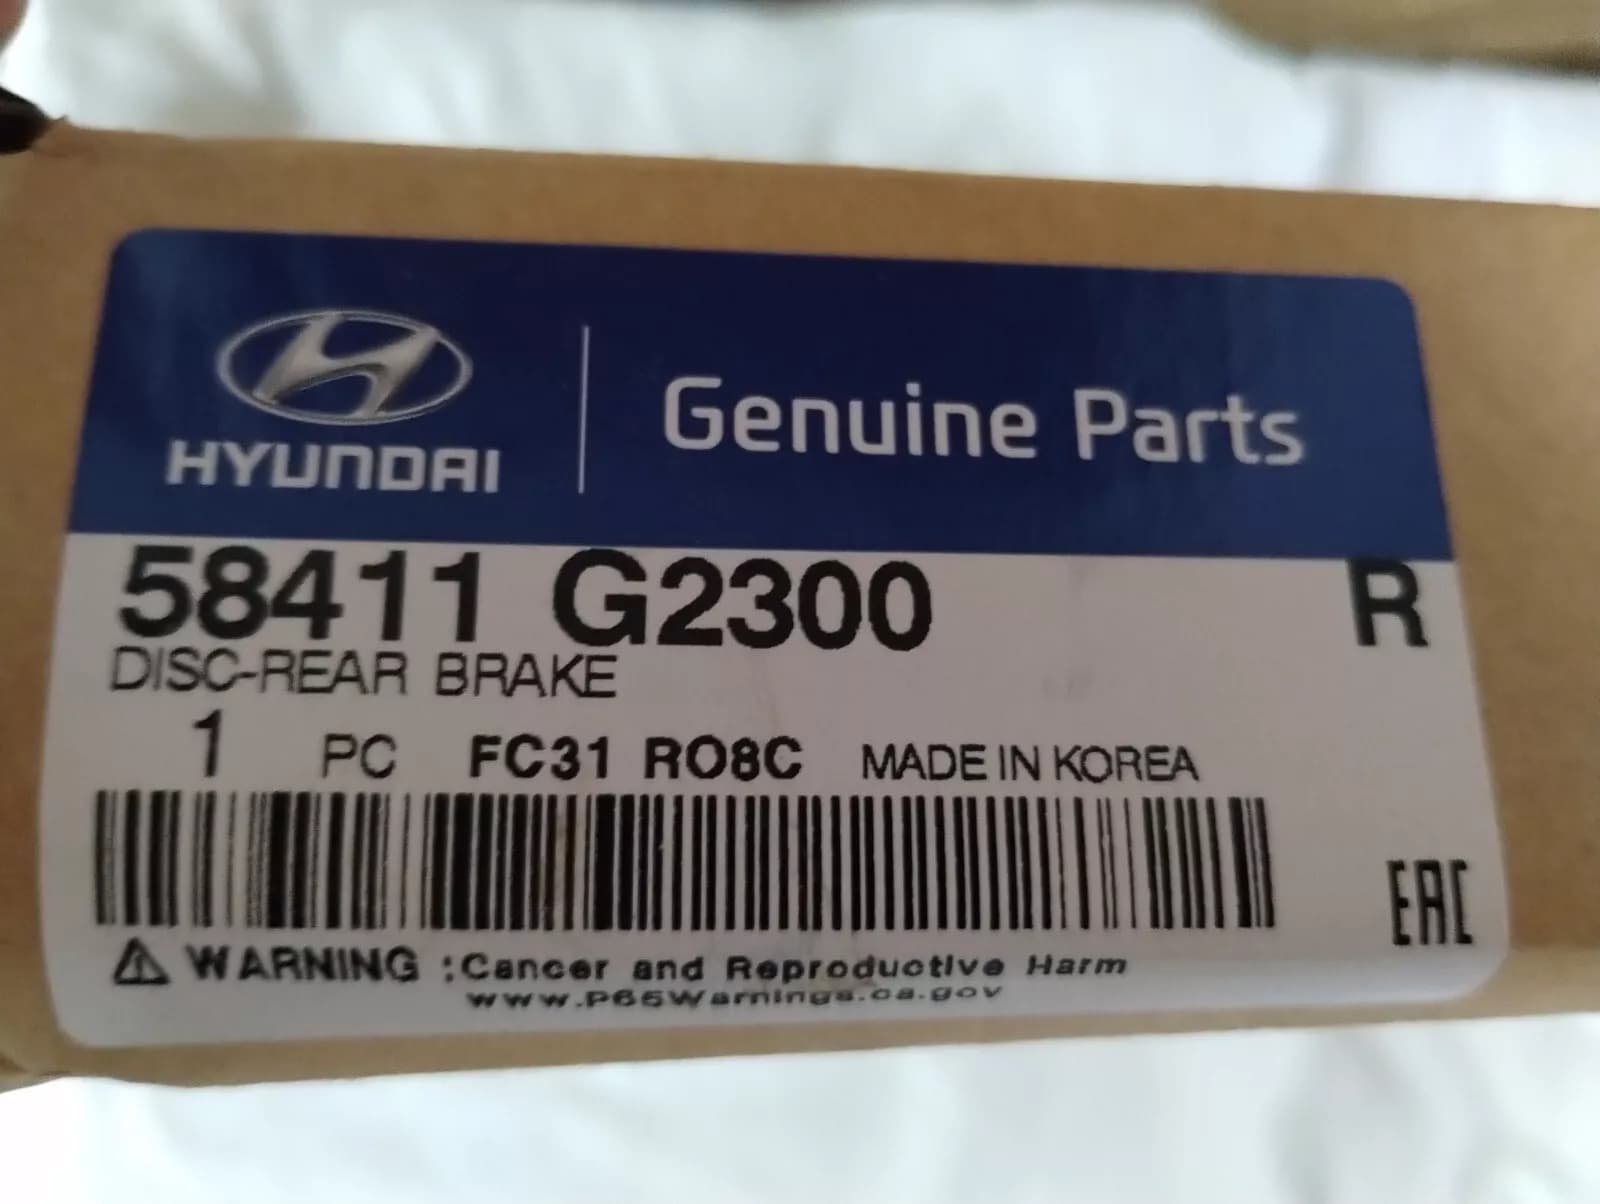 HYUNDAI
Genuine Parts
58411 G2300 R
DISC-REAR BRAKE
1 PC FC31 RO8C MADE IN KOREA
EAC
WARNING :Cancer and Reproductive Harm
www.P65Warnings.ca.gov